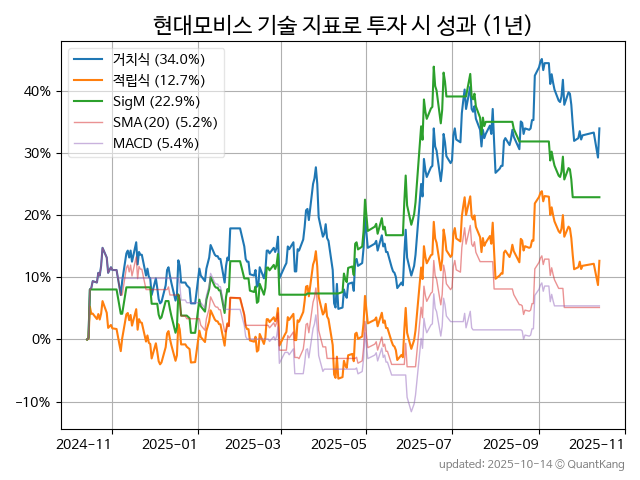 현대모비스 기술 지표로 투자 시 성과 (1년)
거치식 (34.0%)
적립식 (12.7%)
SigM (22.9%)
SMA(20) (5.2%)
MACD (5.4%)
40%
30%
20%
10%
0%
−10%
2024−11 2025−01 2025−03 2025−05 2025−07 2025−09 2025−11
updated: 2025-10-14 © QuantKang